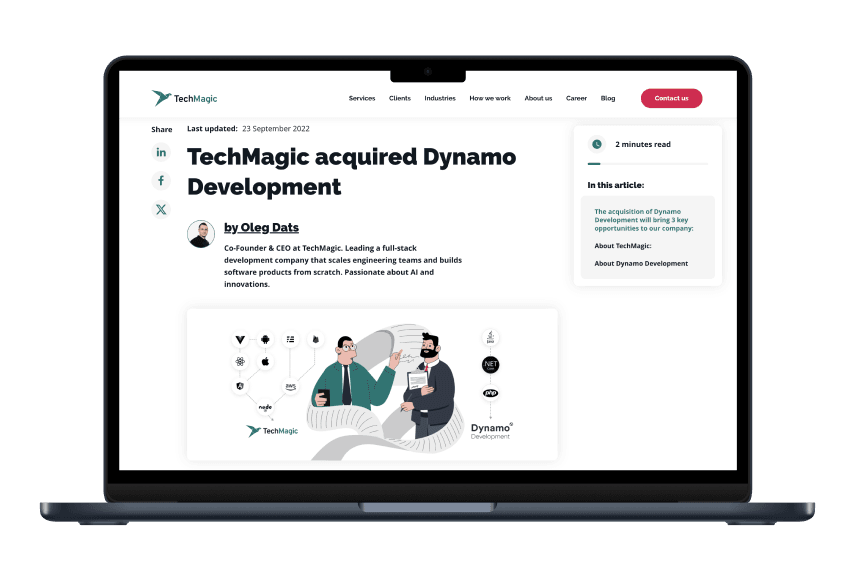 TechMagic
Services Clients Industries How we work About us Career Blog Contact us
Share
Last updated: 23 September 2022
TechMagic acquired Dynamo
Development
by Oleg Dats
Co-Founder & CEO at TechMagic. Leading a full-stack
development company that scales engineering teams and builds
software products from scratch. Passionate about AI and
innovations.
2 minutes read
In this article:
The acquisition of Dynamo
Development will bring 3 key
opportunities to our company:
About TechMagic:
About Dynamo Development
aws
node
TechMagic
Java
.NET
php
Dynamo
Development